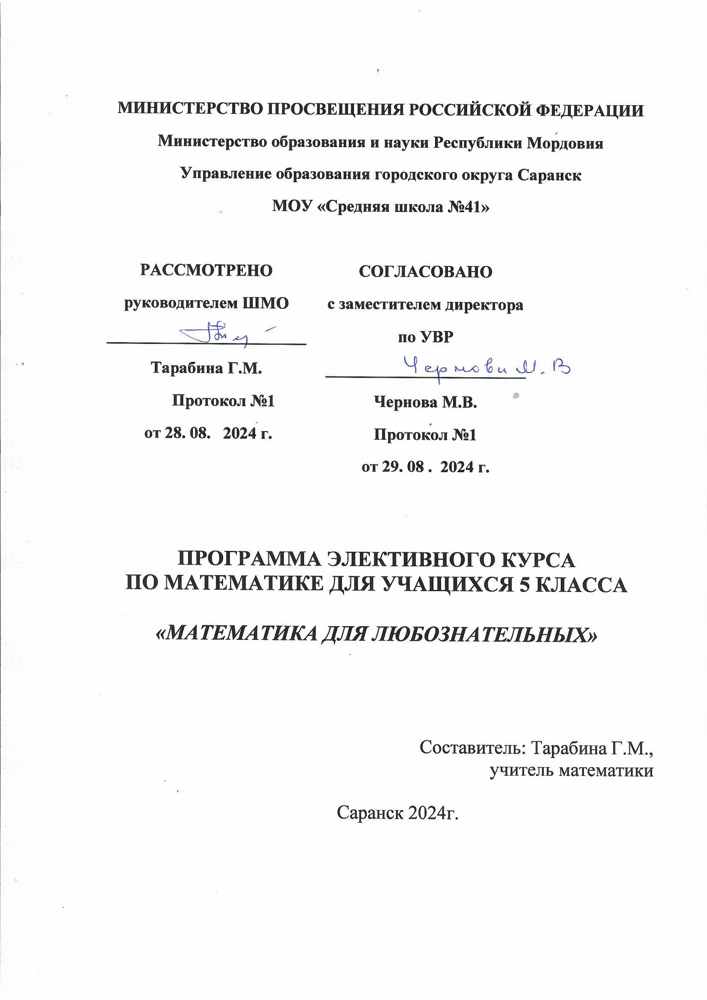 МИНИСТЕРСТВО ПРОСВЕЩЕНИЯ РОССИЙСКОЙ ФЕДЕРАЦИИ
Министерство образования и науки Республики Мордовия
Управление образования городского округа Саранск
МОУ «Средняя школа №41»
РАССМОТРЕНО
руководителем ШМО
Тарабина Г.М.
Протокол №1
от 28. 08. 2024 г.
СОГЛАСОВАНО
с заместителем директора
по УВР
Чернова М. В
Чернова М.В.
Протокол №1
от 29. 08 . 2024 г.
ПРОГРАММА ЭЛЕКТИВНОГО КУРСА
ПО МАТЕМАТИКЕ ДЛЯ УЧАЩИХСЯ 5 КЛАССА
«МАТЕМАТИКА ДЛЯ ЛЮБОЗНАТЕЛЬНЫХ»
Составитель: Тарабина Г.М.,
учитель математики
Саранск 2024г.